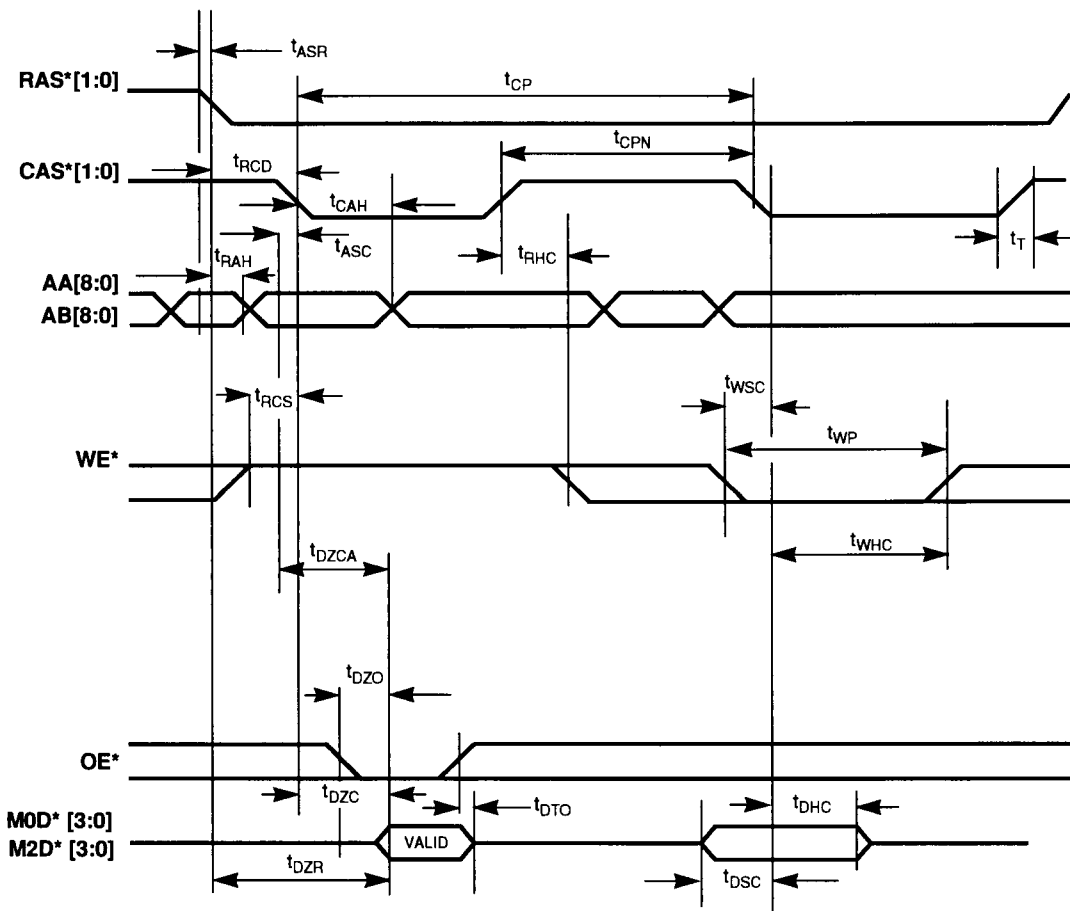 tASR
RAS*[1:0]
tCP
tCPN
tRCD
CAS*[1:0]
tCAH
tASC
tRHC
tT
tRAH
AA[8:0]
AB[8:0]
tWSC
tRCS
tWP
WE*
tWHC
tDZCA
tDZO
OE*
tDZC
tDTO
tDHC
M0D* [3:0]
M2D* [3:0]
VALID
tDZR
tDSC